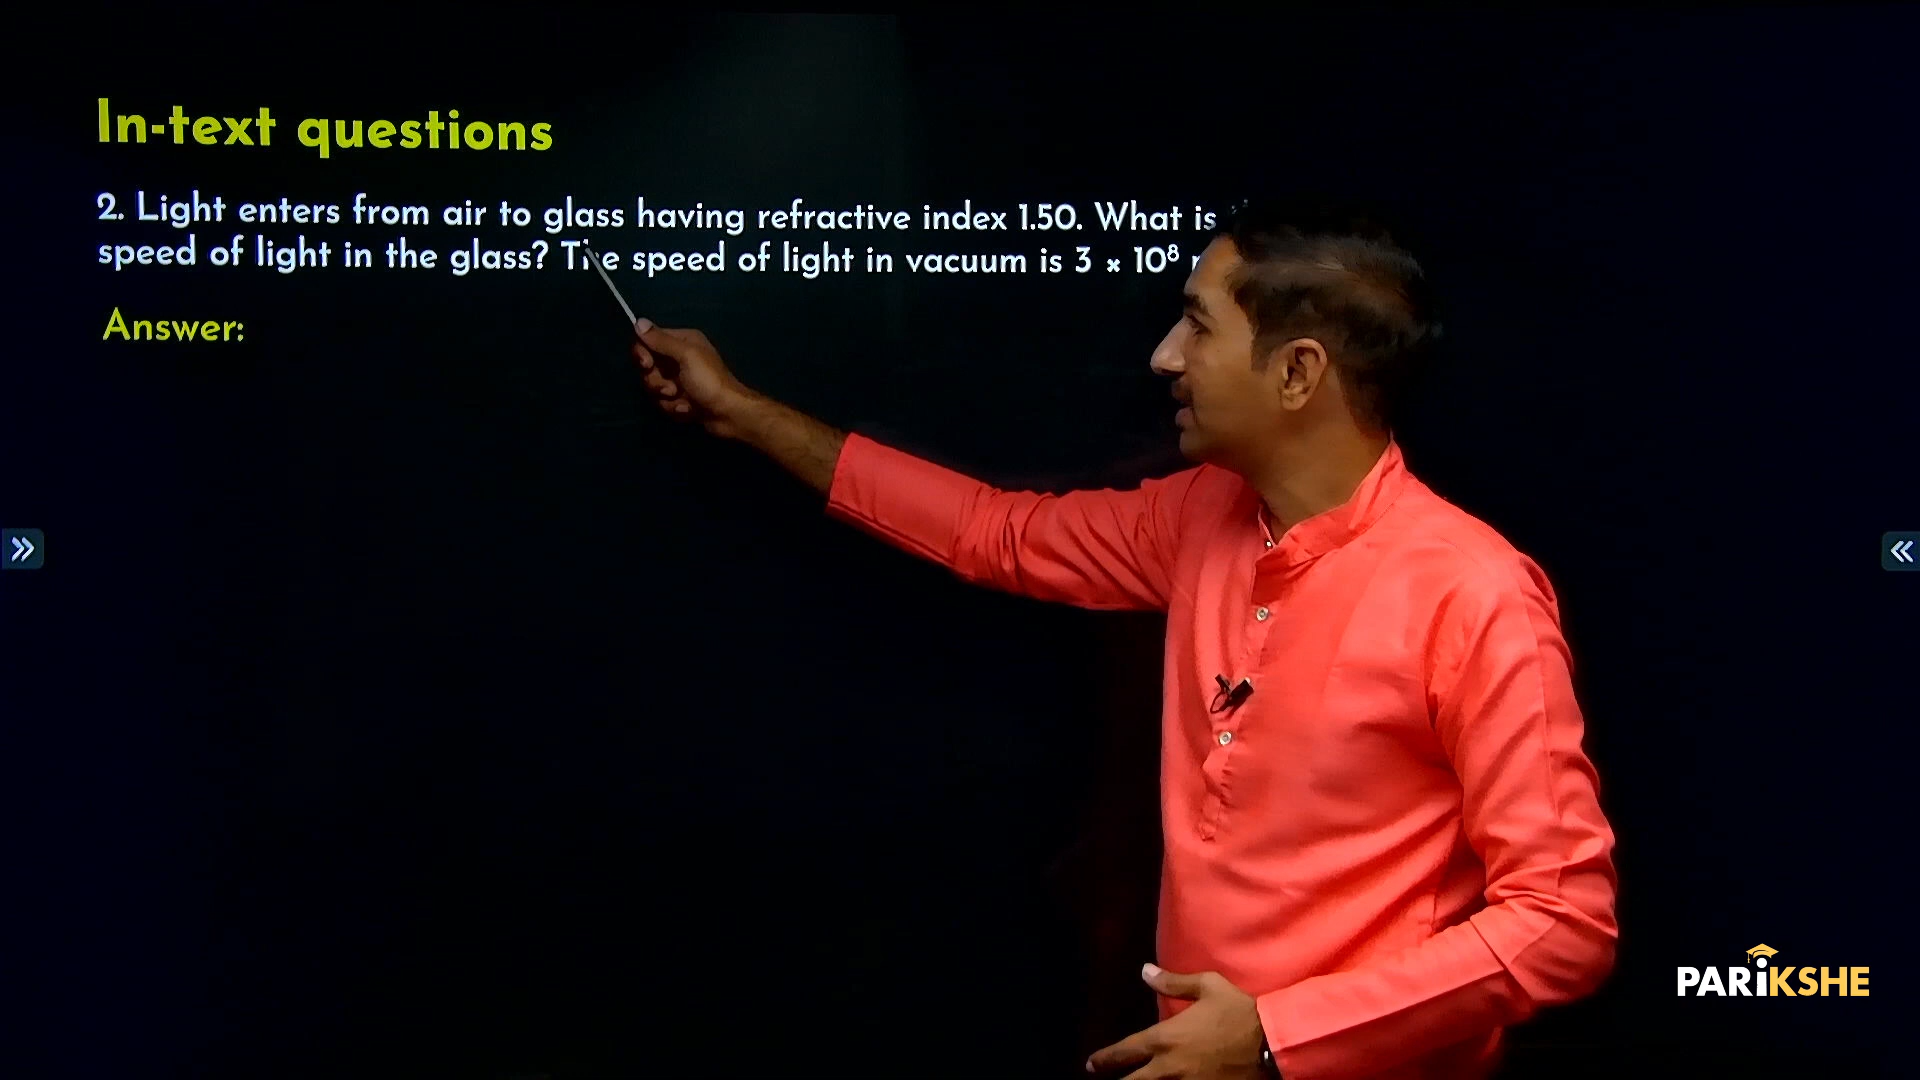 In-text questions
2. Light enters from air to glass having refractive index 1.50. What is
speed of light in the glass? The speed of light in vacuum is 3 × 10⁸
Answer:
PARiKSHE